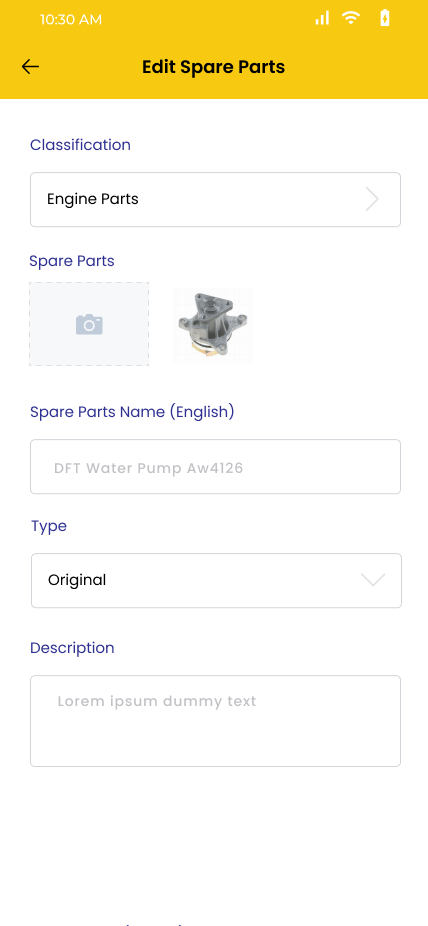 10:30 AM
Edit Spare Parts
Classification
Engine Parts
Spare Parts
Spare Parts Name (English)
DFT Water Pump Aw4126
Type
Original
Description
Lorem ipsum dummy text